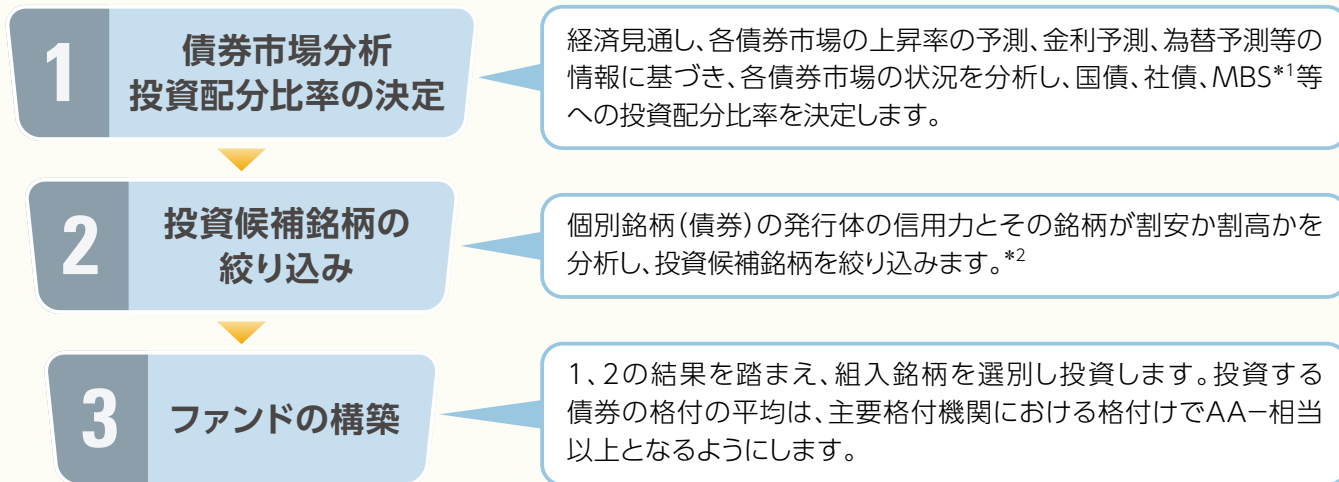 1
債券市場分析
投資配分比率の決定
経済見通し、各債券市場の上昇率の予測、金利予測、為替予測等の
情報に基づき、各債券市場の状況を分析し、国債、社債、MBS*1等
への投資配分比率を決定します。
2
投資候補銘柄の
絞り込み
個別銘柄(債券)の発行体の信用力とその銘柄が割安か割高かを
分析し、投資候補銘柄を絞り込みます。*2
3
ファンドの構築
1、2の結果を踏まえ、組入銘柄を選別し投資します。投資する
債券の格付の平均は、主要格付機関における格付けでAA−相当
以上となるようにします。